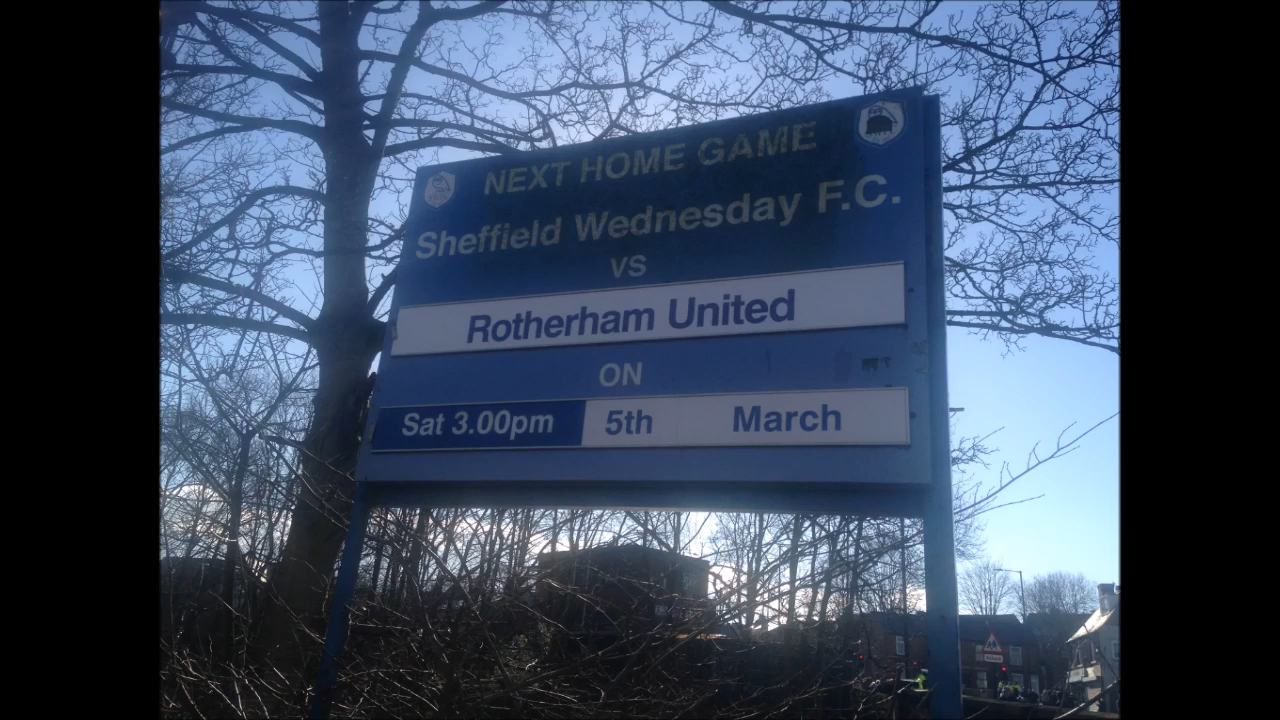 NEXT HOME GAME
Sheffield Wednesday F.C.
VS
Rotherham United
ON
Sat 3.00pm 5th March